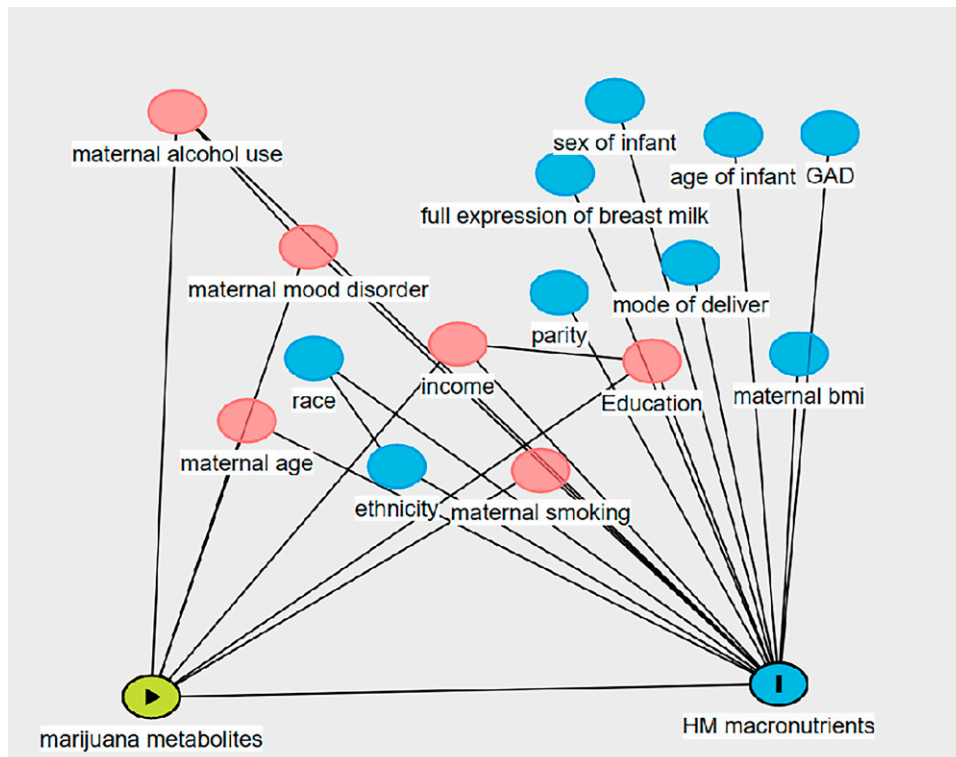 maternal alcohol use
sex of infant
age of infant
GAD
full expression of breast milk
maternal mood disorder
mode of deliver
parity
race
income
Education
maternal bmi
maternal age
ethnicity
maternal smoking
marijuana metabolites
HM macronutrients